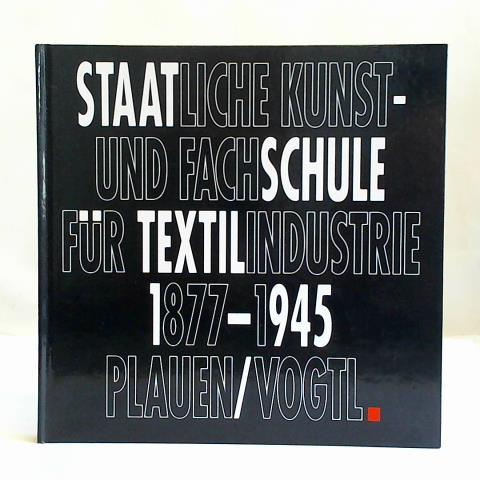 STAATLICHE KUNST-
UND FACHSCHULE
FÜR TEXTILINDUSTRIE
1877–1945
PLAUEN/VOGTL.